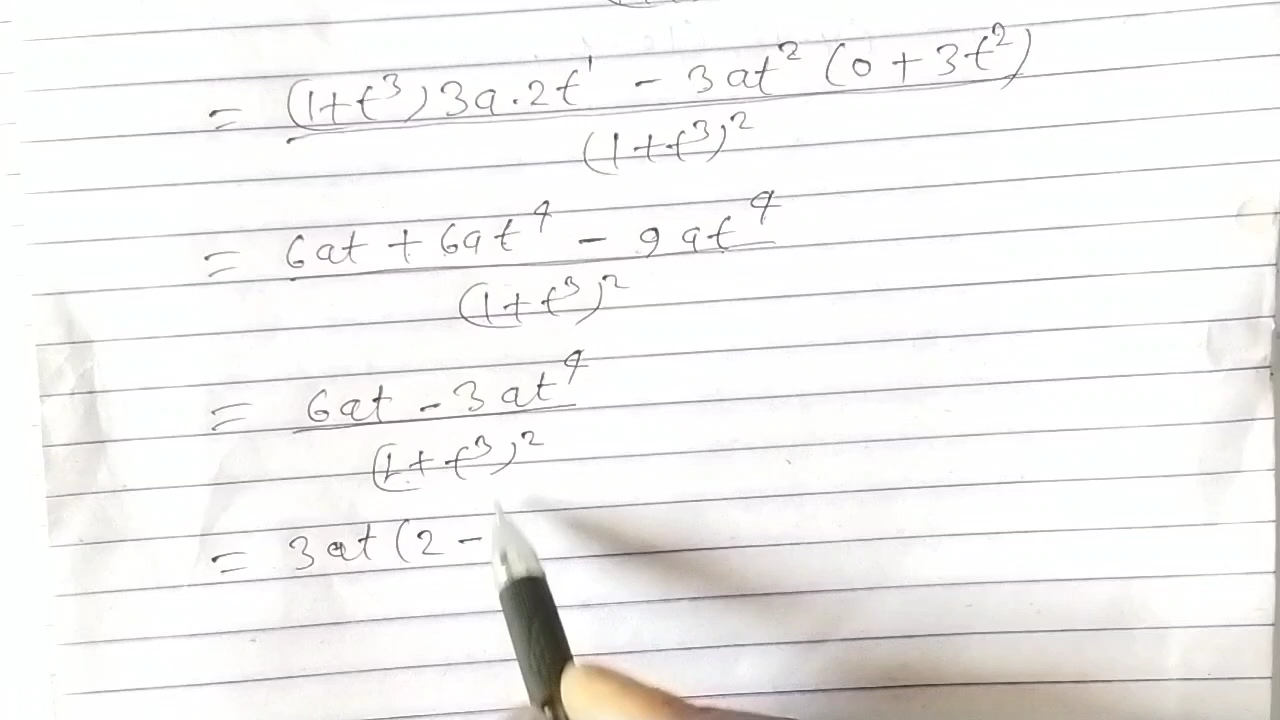 = (1+t³)3a.2t¹ - 3at² (0+3t²)
(1+t³)²
= 6at + 6at⁴ - 9at⁴
(1+t³)²
= 6at - 3at⁴
(1+t³)²
= 3at (2 -